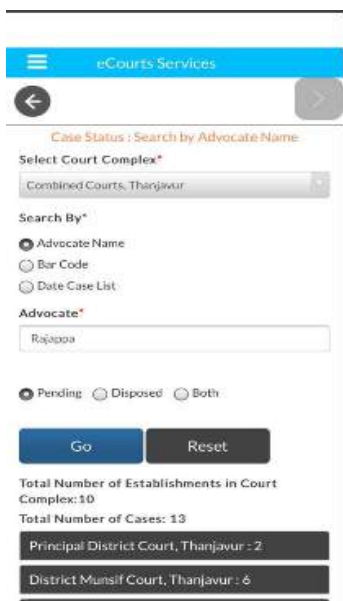 eCourts Services
Case Status : Search by Advocate Name
Select Court Complex*
Combined Courts, Thanjavur
Search By*
Advocate Name
Bar Code
Date Case List
Advocate*
Rajappa
Pending Disposed Both
Go Reset
Total Number of Establishments in Court
Complex:10
Total Number of Cases: 13
Principal District Court, Thanjavur : 2
District Munsif Court, Thanjavur : 6